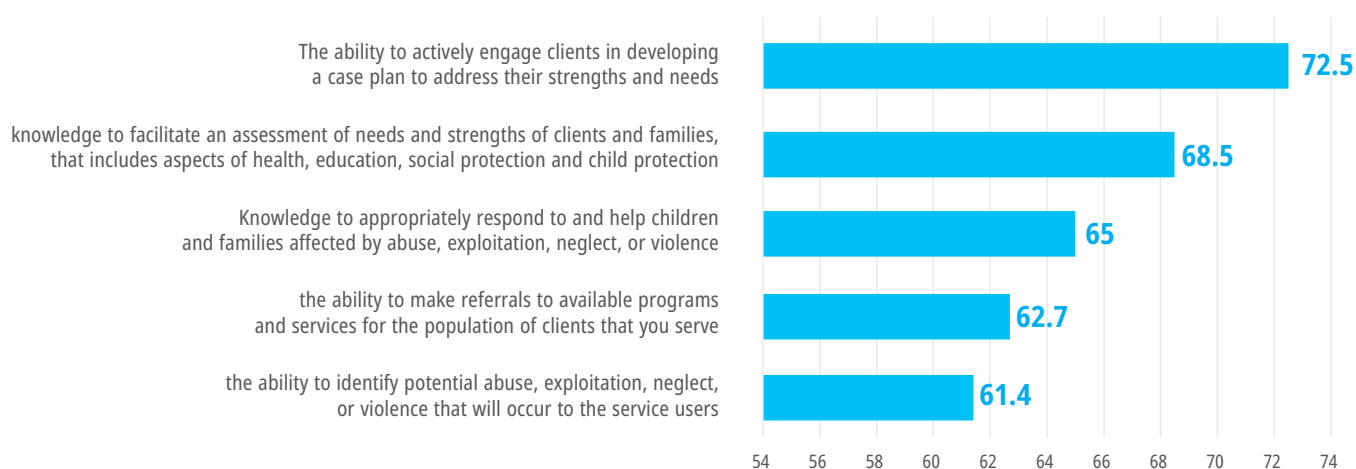 The ability to actively engage clients in developing
a case plan to address their strengths and needs
72.5
knowledge to facilitate an assessment of needs and strengths of clients and families,
that includes aspects of health, education, social protection and child protection
68.5
Knowledge to appropriately respond to and help children
and families affected by abuse, exploitation, neglect, or violence
65
the ability to make referrals to available programs
and services for the population of clients that you serve
62.7
the ability to identify potential abuse, exploitation, neglect,
or violence that will occur to the service users
61.4
54 56 58 60 62 64 66 68 70 72 74